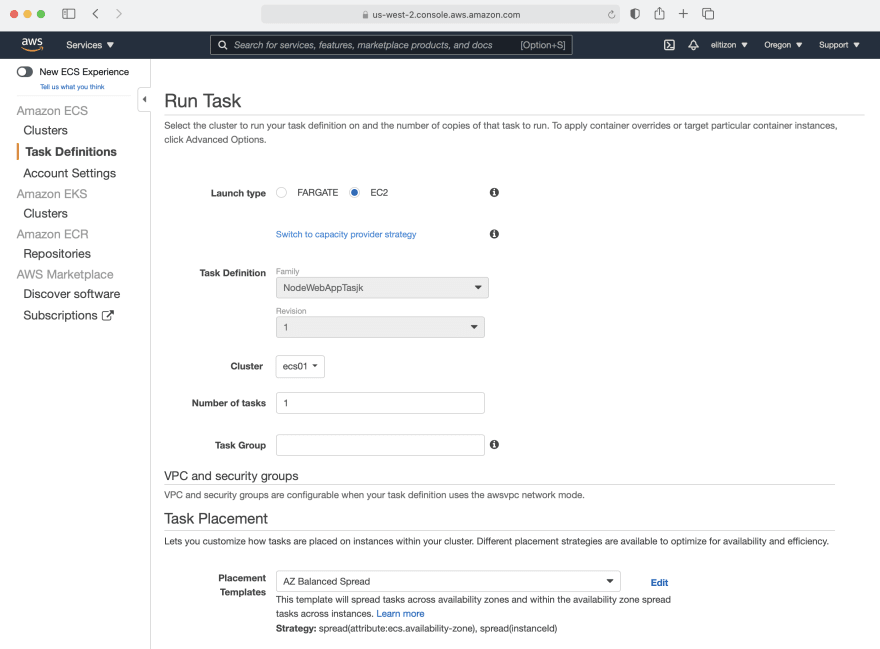 us-west-2.console.aws.amazon.com
aws
Services
Search for services, features, marketplace products, and docs
[Option+S]
elitizon
Oregon
Support
New ECS Experience
Tell us what you think
Amazon ECS
Clusters
Task Definitions
Account Settings
Amazon EKS
Clusters
Amazon ECR
Repositories
AWS Marketplace
Discover software
Subscriptions
Run Task
Select the cluster to run your task definition on and the number of copies of that task to run. To apply container overrides or target particular container instances,
click Advanced Options.
Launch type
FARGATE
EC2
Switch to capacity provider strategy
Task Definition
Family
NodeWebAppTasjk
Revision
1
Cluster
ecs01
Number of tasks
1
Task Group
VPC and security groups
VPC and security groups are configurable when your task definition uses the awsvpc network mode.
Task Placement
Lets you customize how tasks are placed on instances within your cluster. Different placement strategies are available to optimize for availability and efficiency.
Placement
Templates
AZ Balanced Spread
Edit
This template will spread tasks across availability zones and within the availability zone spread
tasks across instances. Learn more
Strategy: spread(attribute:ecs.availability-zone), spread(instanceId)